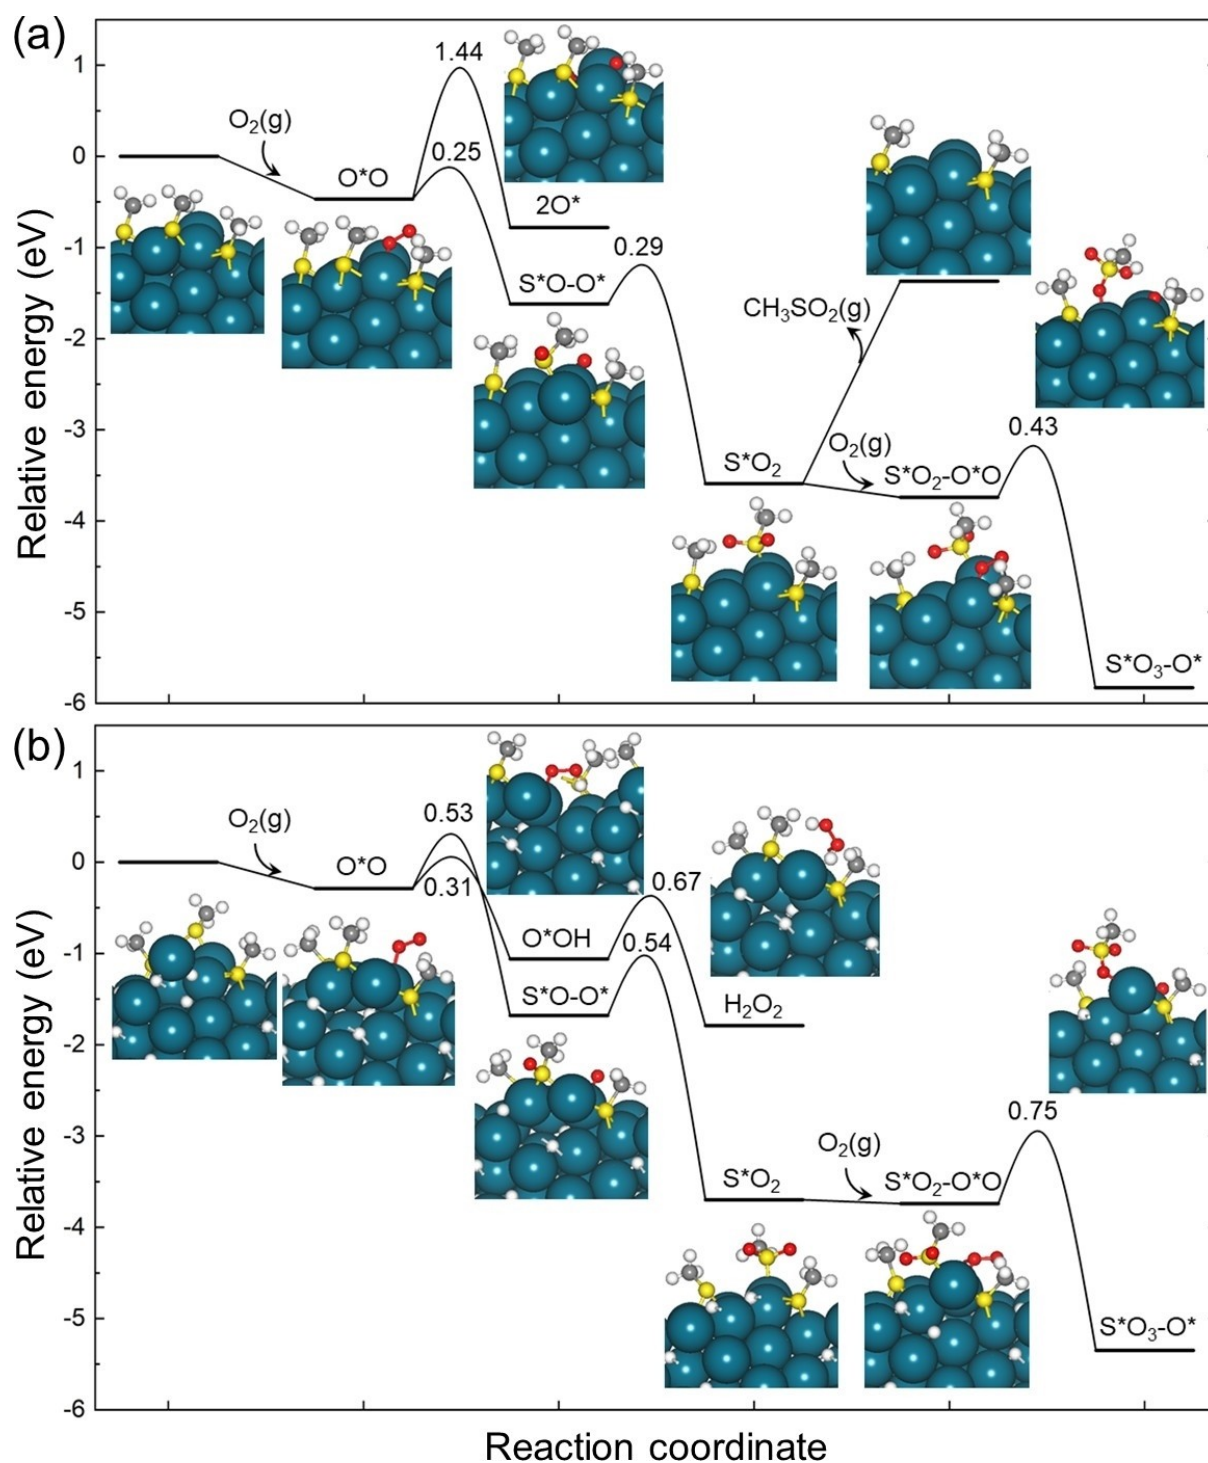 (a)
Relative energy (eV)
1
0
-1
-2
-3
-4
-5
-6
O₂(g)
O*O
1.44
0.25
2O*
S*O-O*
0.29
S*O₂
CH₃SO₂(g)
O₂(g)
S*O₂-O*O
0.43
S*O₃-O*
(b)
Relative energy (eV)
1
0
-1
-2
-3
-4
-5
-6
O₂(g)
O*O
0.53
0.31
O*OH
S*O-O*
0.67
0.54
H₂O₂
S*O₂
O₂(g)
S*O₂-O*O
0.75
S*O₃-O*
Reaction coordinate